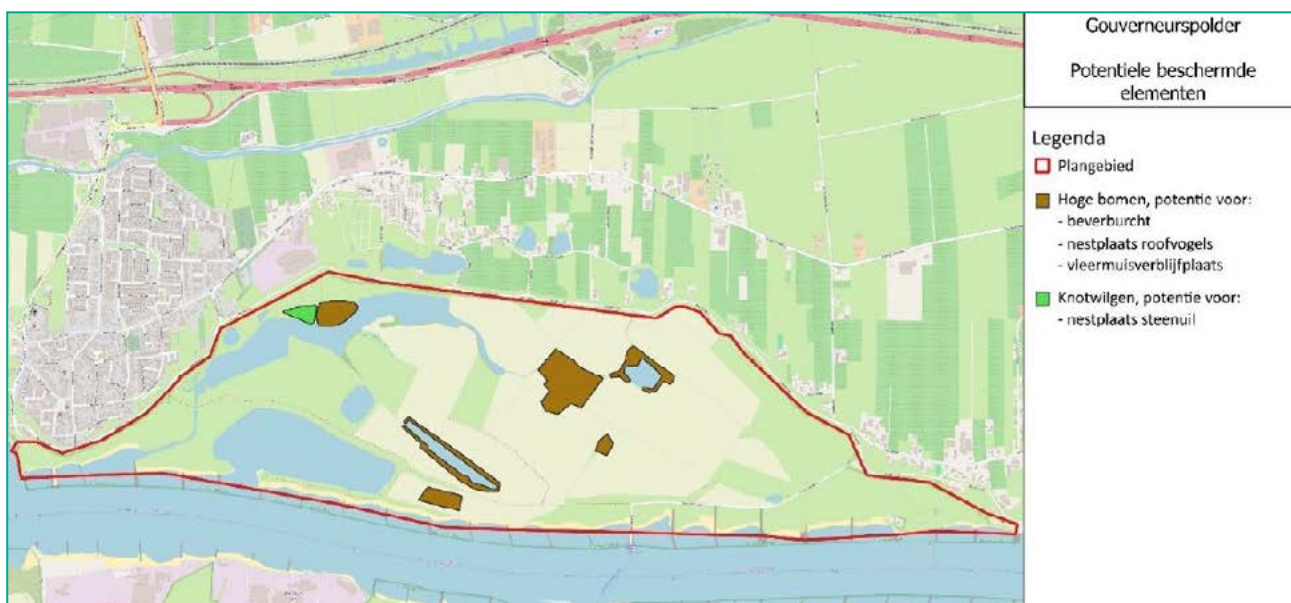 Gouverneurspolder
Potentiele beschermde
elementen
Legenda
Plangebied
Hoge bomen, potentie voor:
- beverburcht
- nestplaats roofvogels
- vleermuisverblijfplaats
Knotwilgen, potentie voor:
- nestplaats steenuil